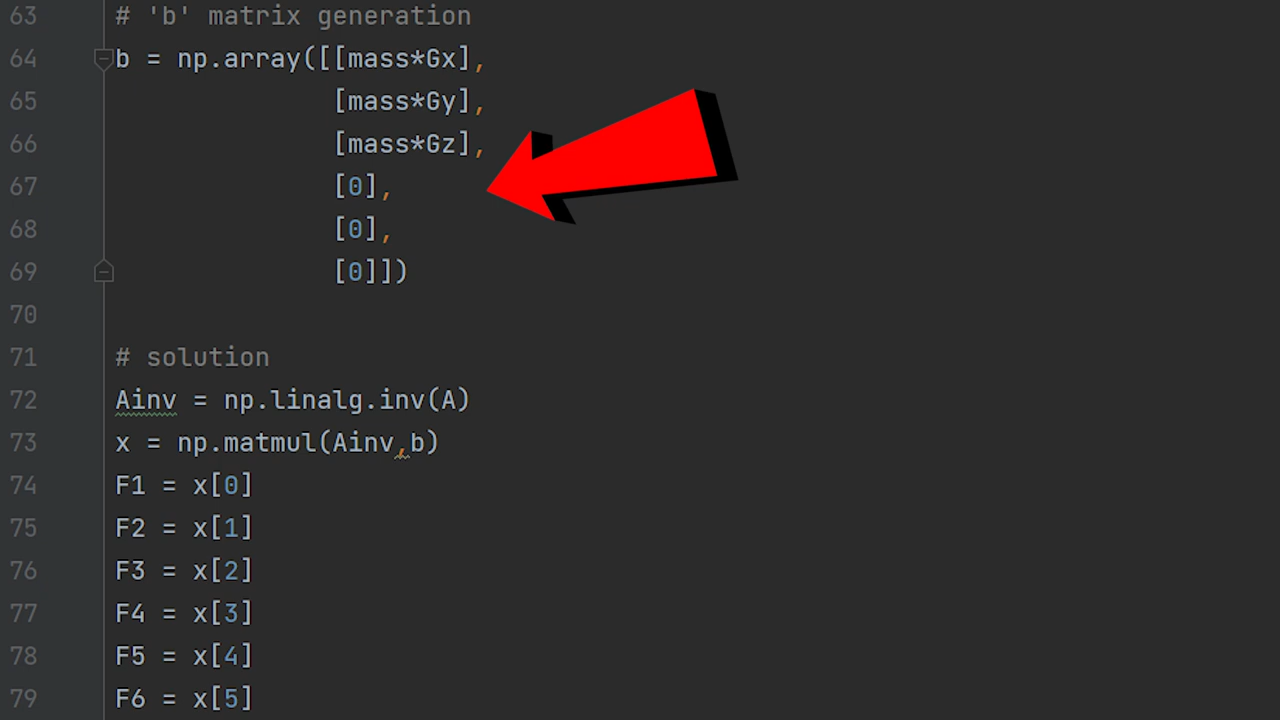 63 # 'b' matrix generation
64 b = np.array([[mass*Gx],
65 [mass*Gy],
66 [mass*Gz],
67 [0],
68 [0],
69 [0]])
70
71 # solution
72 Ainv = np.linalg.inv(A)
73 x = np.matmul(Ainv,b)
74 F1 = x[0]
75 F2 = x[1]
76 F3 = x[2]
77 F4 = x[3]
78 F5 = x[4]
79 F6 = x[5]